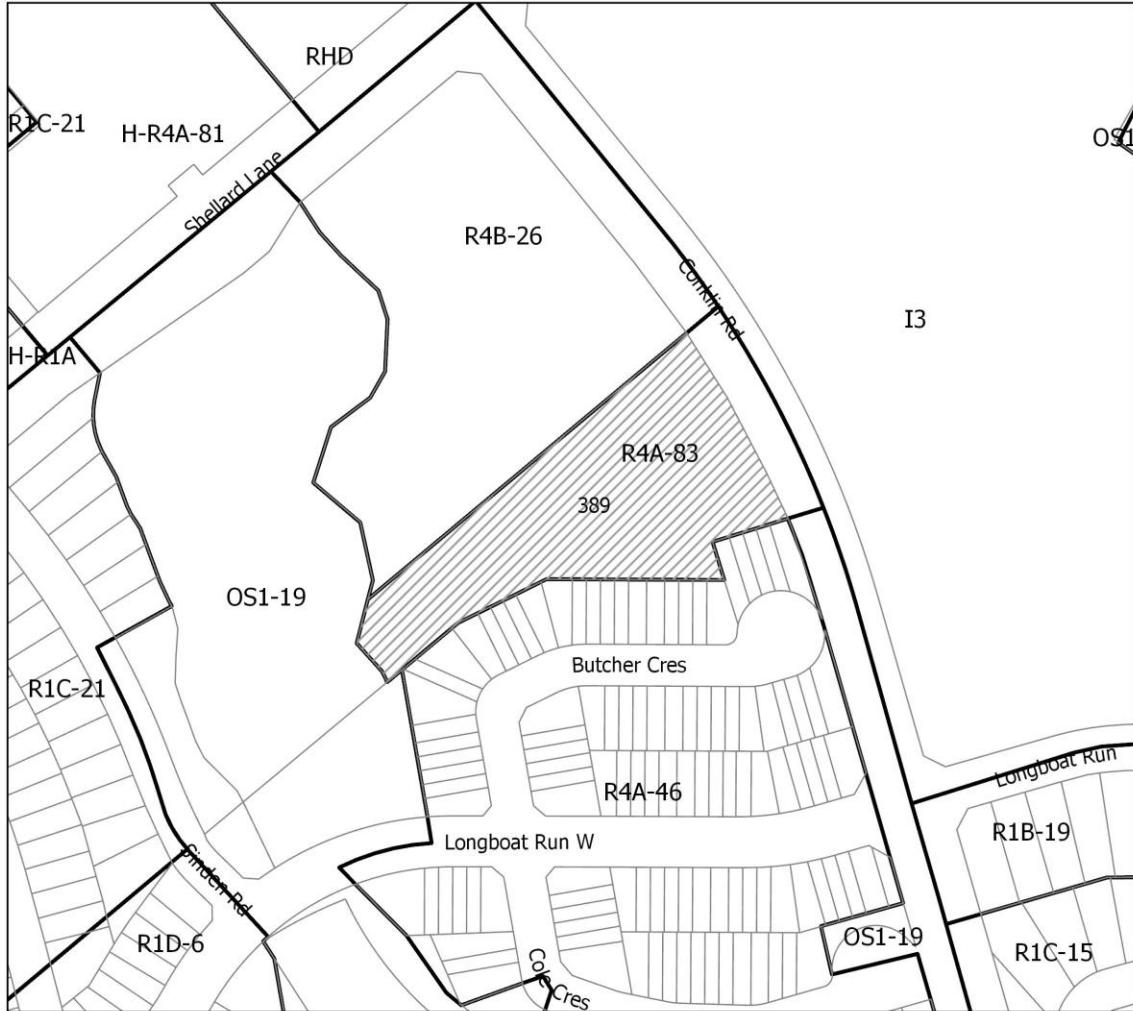 RHD
R1C-21
H-R4A-81
OS1
Shellard Lane
R4B-26
Conklin Rd
I3
H-R1A
R4A-83
389
OS1-19
Butcher Cres
R1C-21
Longboat Run
R4A-46
R1B-19
Longboat Run W
Sinden Rd
R1D-6
OS1-19
R1C-15
Cole Cres